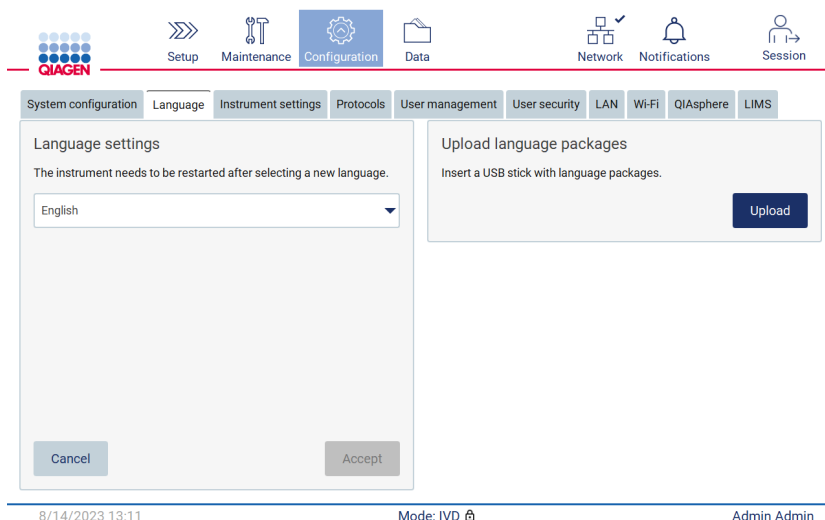 QIAGEN
Setup
Maintenance
Configuration
Data
Network
Notifications
Session
System configuration
Language
Instrument settings
Protocols
User management
User security
LAN
Wi-Fi
QIAsphere
LIMS
Language settings
The instrument needs to be restarted after selecting a new language.
English
Cancel
Accept
Upload language packages
Insert a USB stick with language packages.
Upload
8/14/2023 13:11
Mode: IVD
Admin Admin